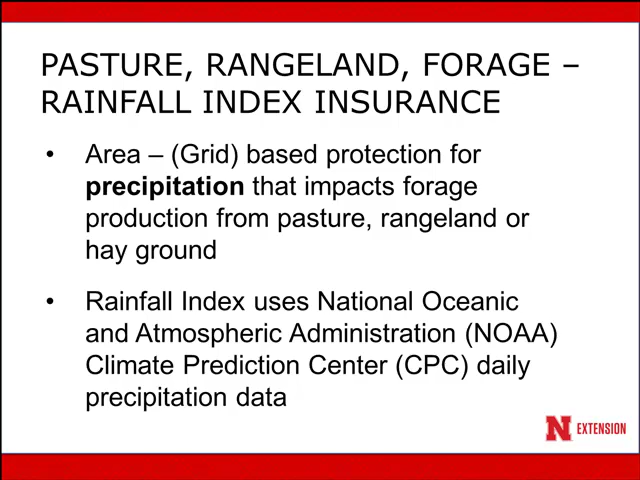 PASTURE, RANGELAND, FORAGE –
RAINFALL INDEX INSURANCE
• Area – (Grid) based protection for
precipitation that impacts forage
production from pasture, rangeland or
hay ground
• Rainfall Index uses National Oceanic
and Atmospheric Administration (NOAA)
Climate Prediction Center (CPC) daily
precipitation data
N EXTENSION